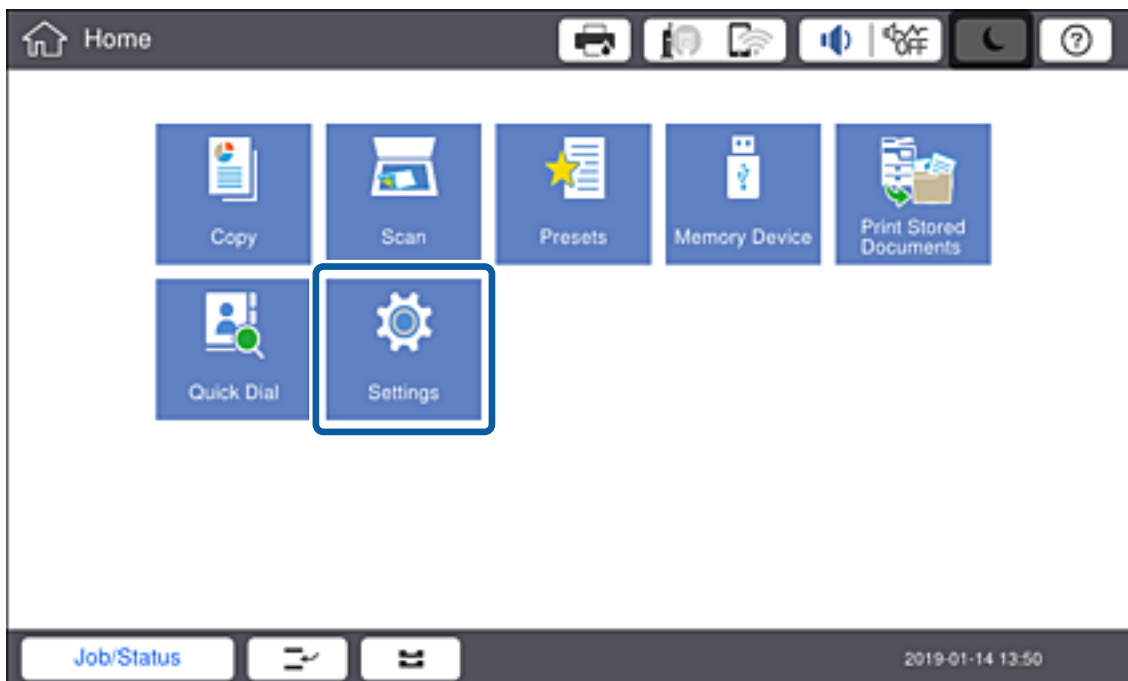 Home
OFF
?
Copy
Scan
Presets
Memory Device
Print Stored
Documents
Quick Dial
Settings
Job/Status
2019-01-14 13:50